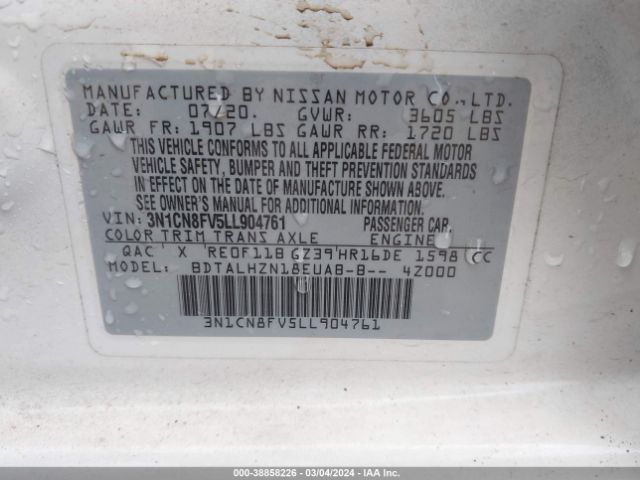 MANUFACTURED BY NISSAN MOTOR CO.,LTD.
DATE: 07/20. GVWR: 3605 LBS
GAWR FR: 1907 LBS GAWR RR: 1720 LBS
THIS VEHICLE CONFORMS TO ALL APPLICABLE FEDERAL MOTOR
VEHICLE SAFETY, BUMPER AND THEFT PREVENTION STANDARDS
IN EFFECT ON THE DATE OF MANUFACTURE SHOWN ABOVE.
SEE OWNER'S MANUAL FOR ADDITIONAL INFORMATION
VIN: 3N1CN8FV5LL904761 PASSENGER CAR.
COLOR TRIM TRANS AXLE ENGINE
QAC X RE0F11B GZ39 HR16DE 1598 CC
MODEL: BDTALHZN18EUAB-B-- 4Z000
3N1CN8FV5LL904761
000-38858226 - 03/04/2024 - IAA Inc.